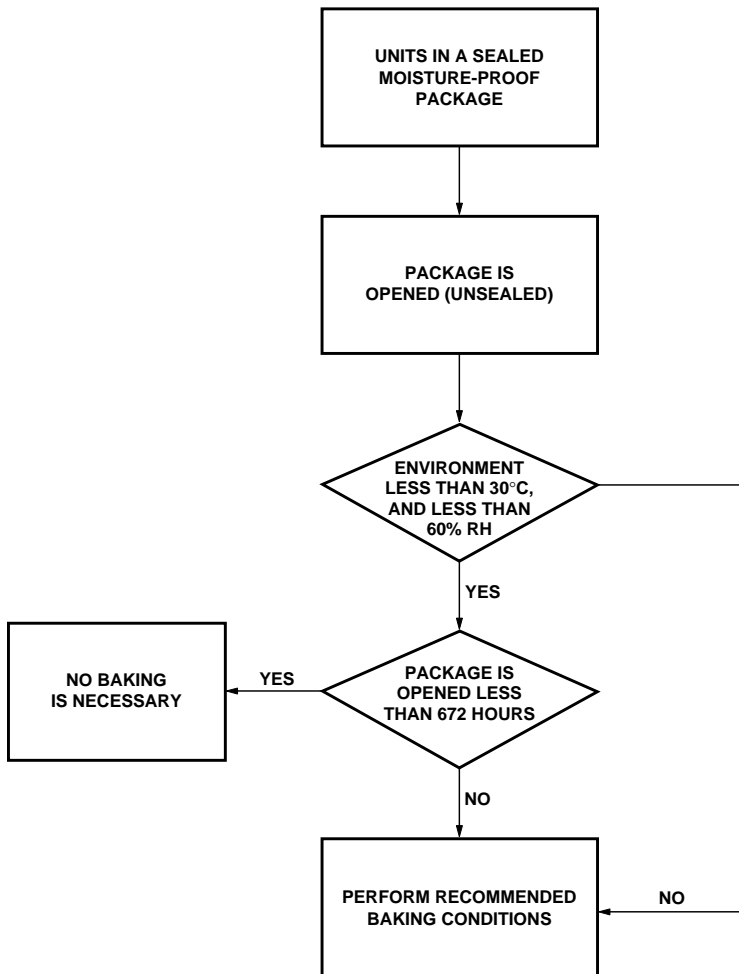 UNITS IN A SEALED
MOISTURE-PROOF
PACKAGE
PACKAGE IS
OPENED (UNSEALED)
ENVIRONMENT
LESS THAN 30°C,
AND LESS THAN
60% RH
YES
NO BAKING
IS NECESSARY
YES
PACKAGE IS
OPENED LESS
THAN 672 HOURS
NO
PERFORM RECOMMENDED
BAKING CONDITIONS
NO